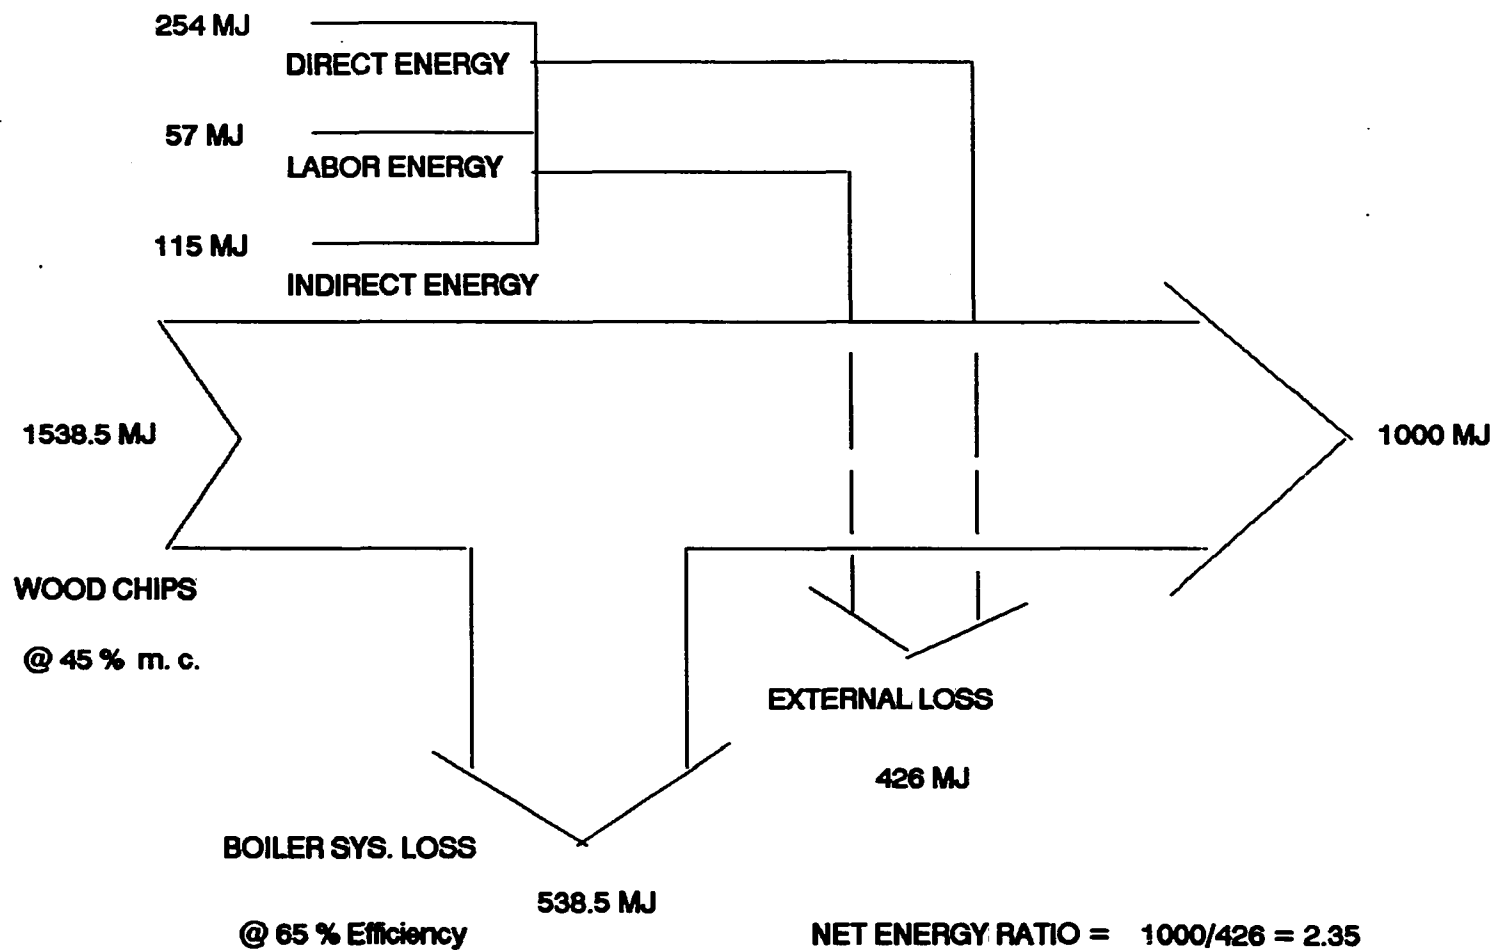 254 MJ
DIRECT ENERGY
57 MJ
LABOR ENERGY
115 MJ
INDIRECT ENERGY
1538.5 MJ
1000 MJ
WOOD CHIPS
@ 45 % m. c.
EXTERNAL LOSS
426 MJ
BOILER SYS. LOSS
538.5 MJ
@ 65 % Efficiency
NET ENERGY RATIO = 1000/426 = 2.35